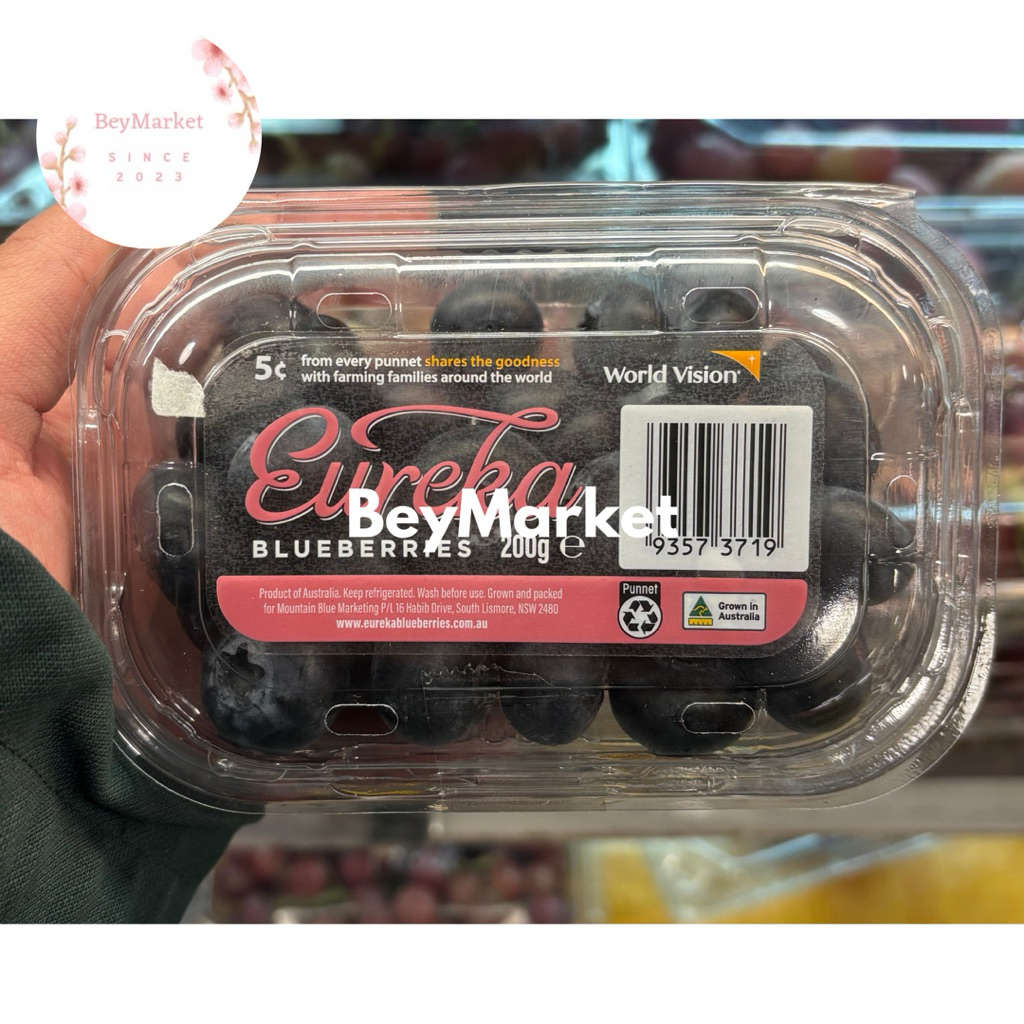 BeyMarket
SINCE
2023
5¢ from every punnet shares the goodness
with farming families around the world
World Vision
Eureka
BeyMarket
BLUEBERRIES 200g e
9357 3719
Product of Australia. Keep refrigerated. Wash before use. Grown and packed
for Mountain Blue Marketing P/L 16 Habib Drive, South Lismore, NSW 2480
www.eurekablueberries.com.au
Punnet
Grown in
Australia